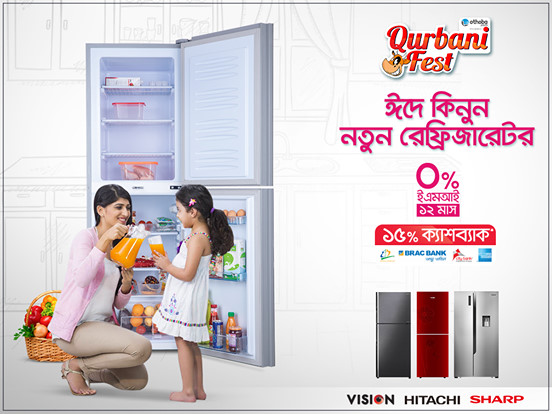 othoba
Qurbani
Fest
ঈদে কিনুন
নতুন রেফ্রিজারেটর
0%
ইএমআই
১২ মাস
১৫% ক্যাশব্যাক*
BRAC BANK
VISION HITACHI SHARP